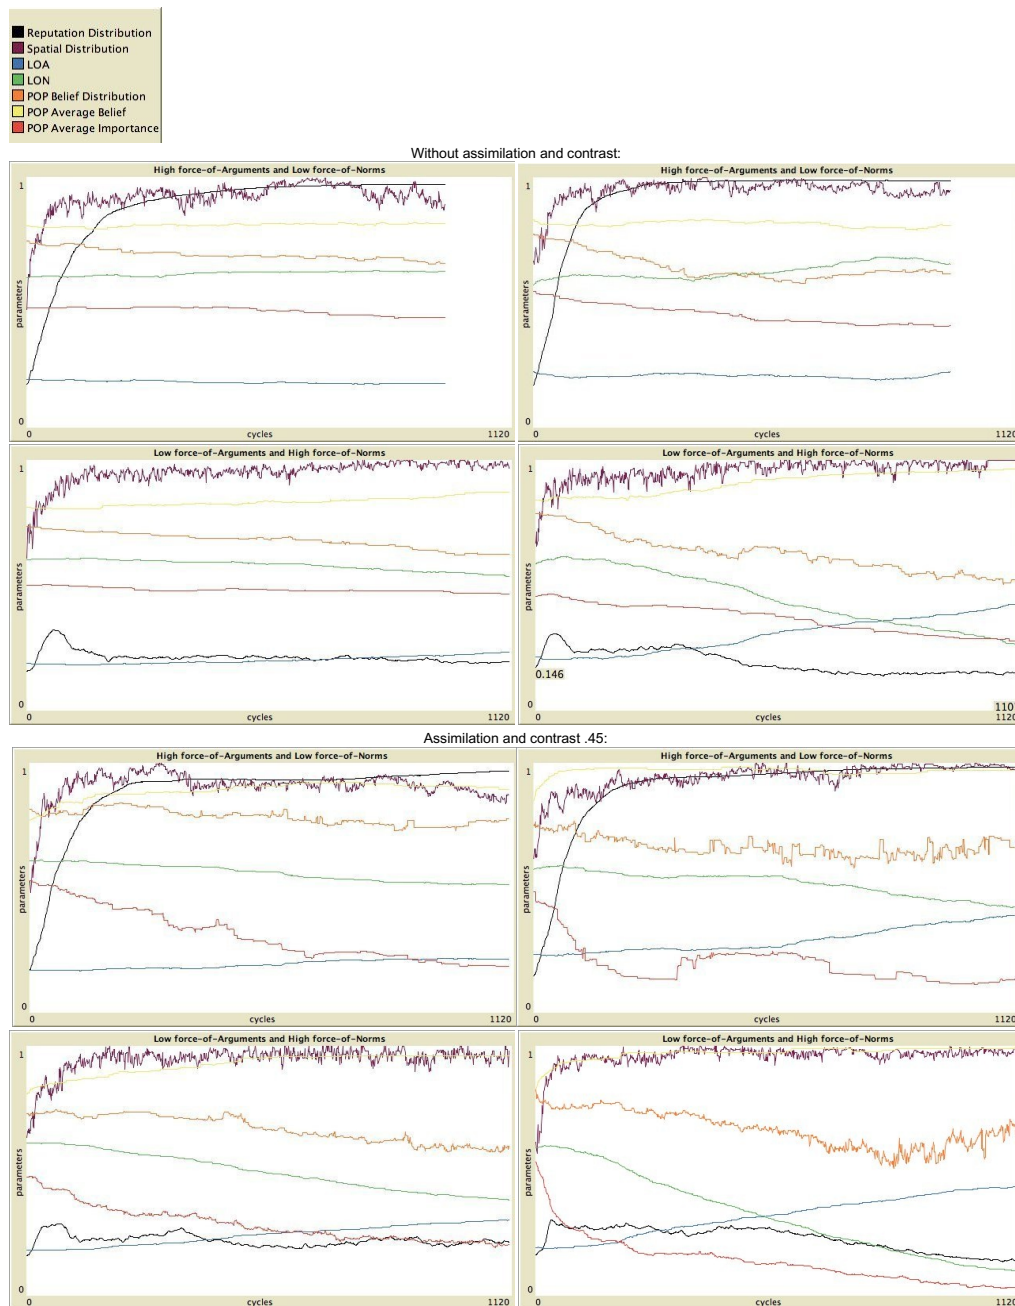 Reputation Distribution
Spatial Distribution
LOA
LON
POP Belief Distribution
POP Average Belief
POP Average Importance
Without assimilation and contrast:
High force-of-Arguments and Low force-of-Norms
1
parameters
0
0
cycles
1120
High force-of-Arguments and Low force-of-Norms
1
parameters
0
0
cycles
1120
Low force-of-Arguments and High force-of-Norms
1
parameters
0
0
cycles
1120
Low force-of-Arguments and High force-of-Norms
1
parameters
0.146
0
110
0
cycles
1120
Assimilation and contrast .45:
High force-of-Arguments and Low force-of-Norms
1
parameters
0
0
cycles
1120
High force-of-Arguments and Low force-of-Norms
1
parameters
0
0
cycles
1120
Low force-of-Arguments and High force-of-Norms
1
parameters
0
0
cycles
1120
Low force-of-Arguments and High force-of-Norms
1
parameters
0
0
cycles
1120